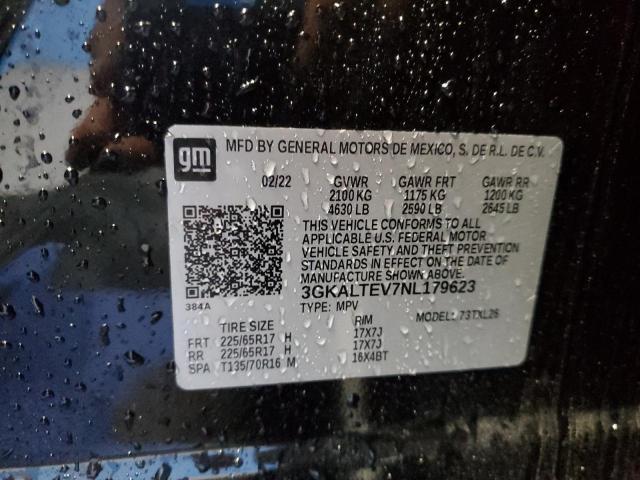 gm
MFD BY GENERAL MOTORS DE MEXICO, S. DE R.L. DE C.V.
02/22 GVWR GAWR FRT GAWR RR
2100 KG 1175 KG 1200 KG
4630 LB 2590 LB 2645 LB
THIS VEHICLE CONFORMS TO ALL
APPLICABLE U.S. FEDERAL MOTOR
VEHICLE SAFETY AND THEFT PREVENTION
STANDARDS IN EFFECT ON THE DATE OF
MANUFACTURE SHOWN ABOVE.
3GKALTEV7NL179623
384A TYPE: MPV MODEL: 73TXL26
TIRE SIZE RIM
FRT 225/65R17 H 17X7J
RR 225/65R17 H 17X7J
SPA T135/70R16 M 16X4BT